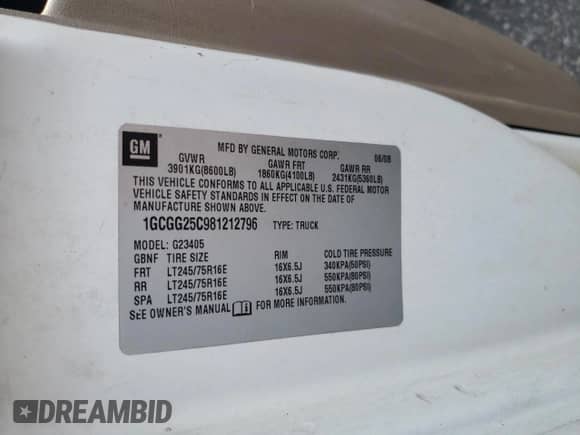 GM
MFD BY GENERAL MOTORS CORP. 06/08
GVWR GAWR FRT GAWR RR
3901KG(8600LB) 1860KG(4100LB) 2431KG(5360LB)
THIS VEHICLE CONFORMS TO ALL APPLICABLE U.S. FEDERAL MOTOR
VEHICLE SAFETY STANDARDS IN EFFECT ON THE DATE OF
MANUFACTURE SHOWN ABOVE.
1GCGG25C981212796 TYPE: TRUCK
MODEL: G23405
GBNF TIRE SIZE RIM COLD TIRE PRESSURE
FRT LT245/75R16E 16X6.5J 340KPA(50PSI)
RR LT245/75R16E 16X6.5J 550KPA(80PSI)
SPA LT245/75R16E 16X6.5J 550KPA(80PSI)
SEE OWNER'S MANUAL FOR MORE INFORMATION.
DREAMBID